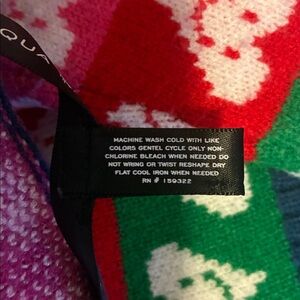 QUA
MACHINE WASH COLD WITH LIKE
COLORS GENTEL CYCLE ONLY NON-
CHLORINE BLEACH WHEN NEEDED DO
NOT WRING OR TWIST RESHAPE DRY
FLAT COOL IRON WHEN NEEDED
RN # 159322